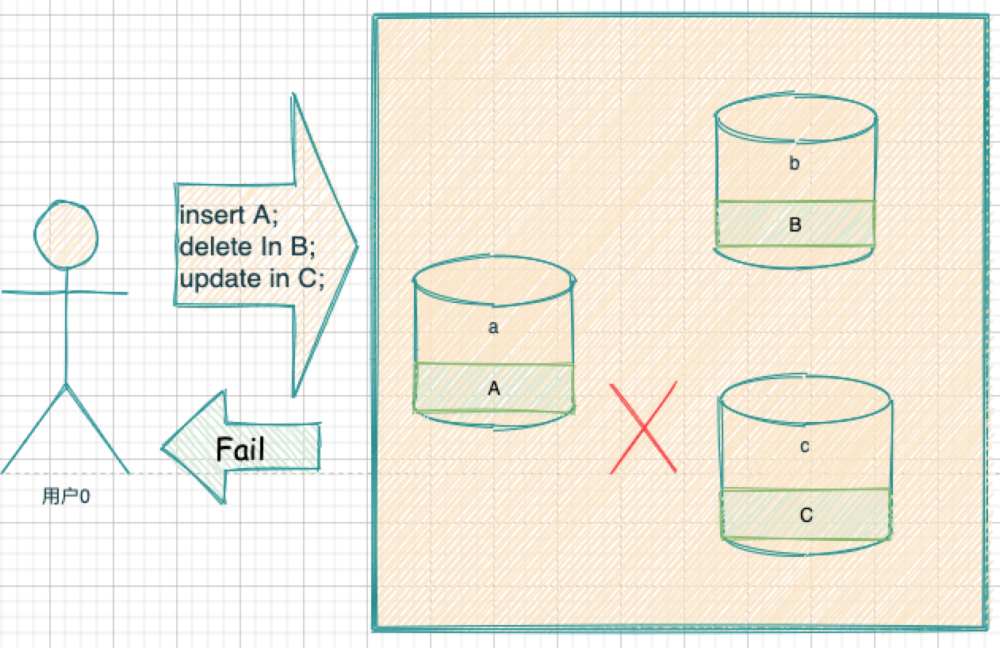 insert A;
delete In B;
update in C;
Fail
用户0
a
A
b
B
c
C